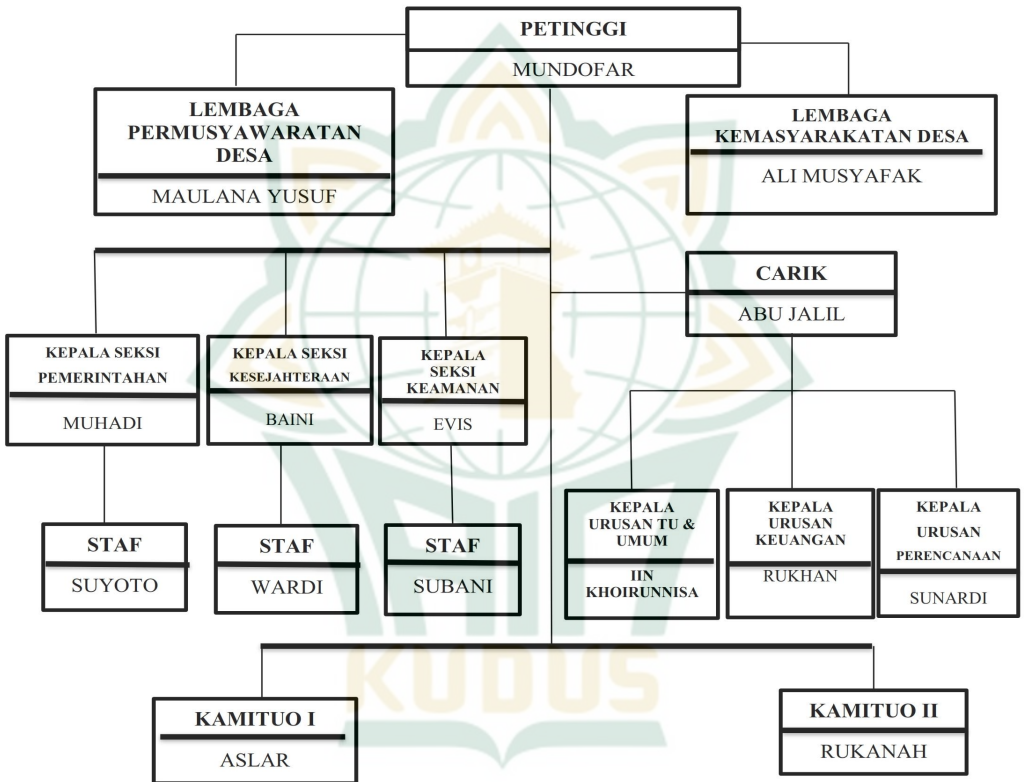 PETINGGI
MUNDOFAR
LEMBAGA
PERMUSYAWARATAN
DESA
MAULANA YUSUF
LEMBAGA
KEMASYARAKATAN DESA
ALI MUSYAFAK
CARIK
ABU JALIL
KEPALA SEKSI
PEMERINTAHAN
MUHADI
KEPALA SEKSI
KESEJAHTERAAN
BAINI
KEPALA
SEKSI
KEAMANAN
EVIS
STAF
SUYOTO
STAF
WARDI
STAF
SUBANI
KEPALA
URUSAN TU &
UMUM
IIN
KHOIRUNNISA
KEPALA
URUSAN
KEUANGAN
RUKHAN
KEPALA
URUSAN
PERENCANAAN
SUNARDI
KUDUS
KAMITUO I
ASLAR
KAMITUO II
RUKANAH